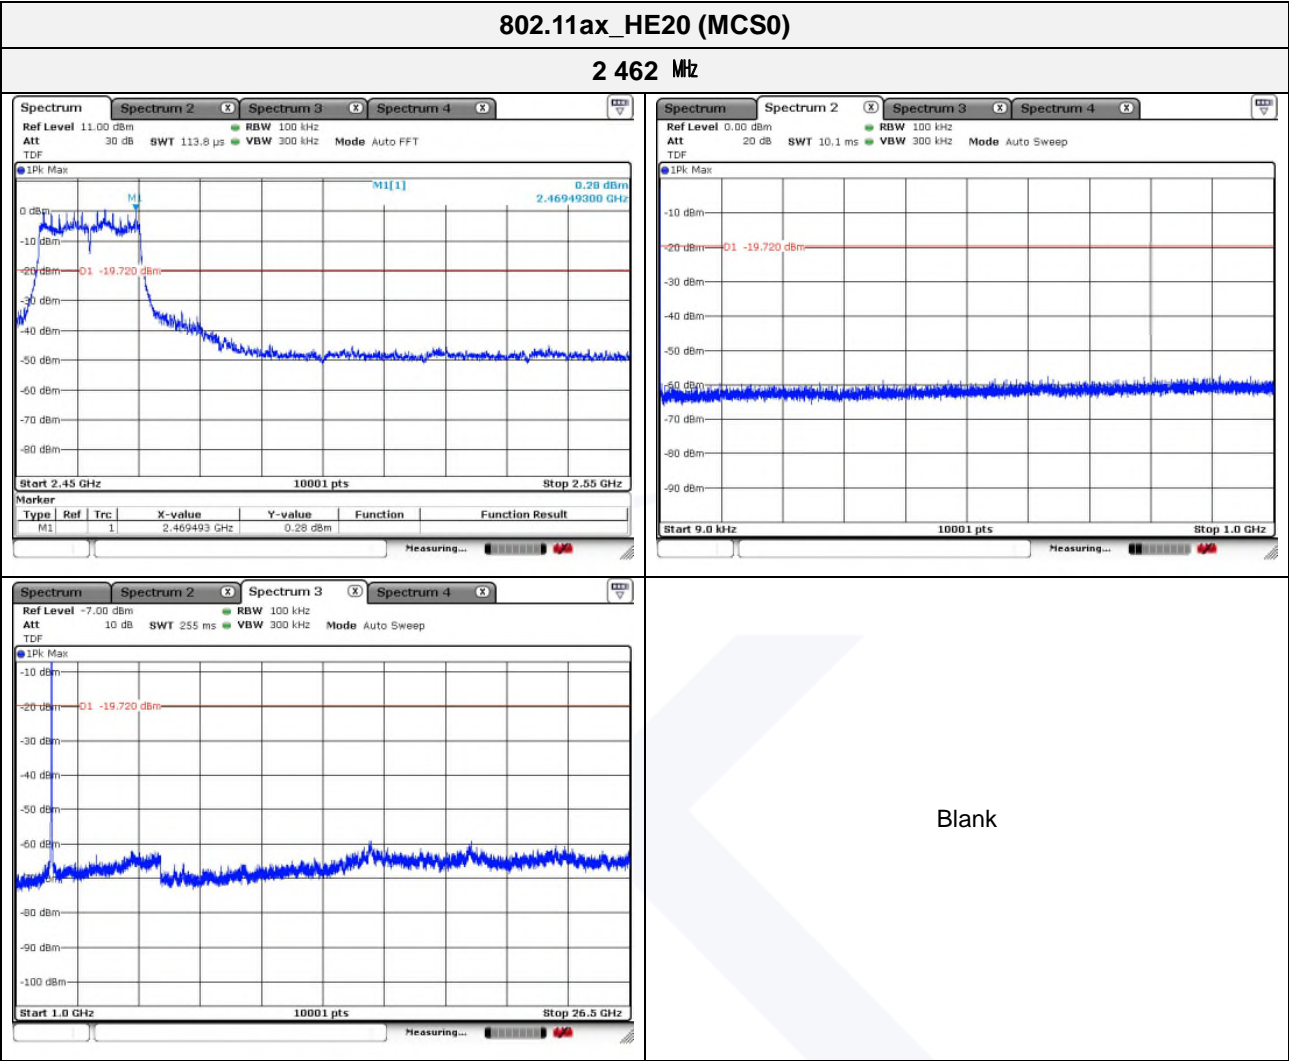 802.11ax_HE20 (MCS0)
2 462 ㎒
Spectrum Spectrum 2 X Spectrum 3 X Spectrum 4 X
Ref Level 11.00 dBm RBW 100 kHz
Att 30 dB SWT 113.8 µs VBW 300 kHz Mode Auto FFT
TDF
1Pk Max
M1[1] 0.28 dBm
2.46949300 GHz
M1
0 dBm
-10 dBm
-20 dBm D1 -19.720 dBm
-30 dBm
-40 dBm
-50 dBm
-60 dBm
-70 dBm
-80 dBm
Start 2.45 GHz 10001 pts Stop 2.55 GHz
Marker
Type Ref Trc X-value Y-value Function Function Result
M1 1 2.469493 GHz 0.28 dBm
Measuring...
Spectrum Spectrum 2 X Spectrum 3 X Spectrum 4 X
Ref Level 0.00 dBm RBW 100 kHz
Att 20 dB SWT 10.1 ms VBW 300 kHz Mode Auto Sweep
TDF
1Pk Max
-10 dBm
-20 dBm D1 -19.720 dBm
-30 dBm
-40 dBm
-50 dBm
-60 dBm
-70 dBm
-80 dBm
-90 dBm
Start 9.0 kHz 10001 pts Stop 1.0 GHz
Measuring...
Spectrum Spectrum 2 X Spectrum 3 X Spectrum 4 X
Ref Level -7.00 dBm RBW 100 kHz
Att 10 dB SWT 255 ms VBW 300 kHz Mode Auto Sweep
TDF
1Pk Max
-10 dBm
-20 dBm D1 -19.720 dBm
-30 dBm
-40 dBm
-50 dBm
-60 dBm
-80 dBm
-90 dBm
-100 dBm
Start 1.0 GHz 10001 pts Stop 26.5 GHz
Measuring...
Blank